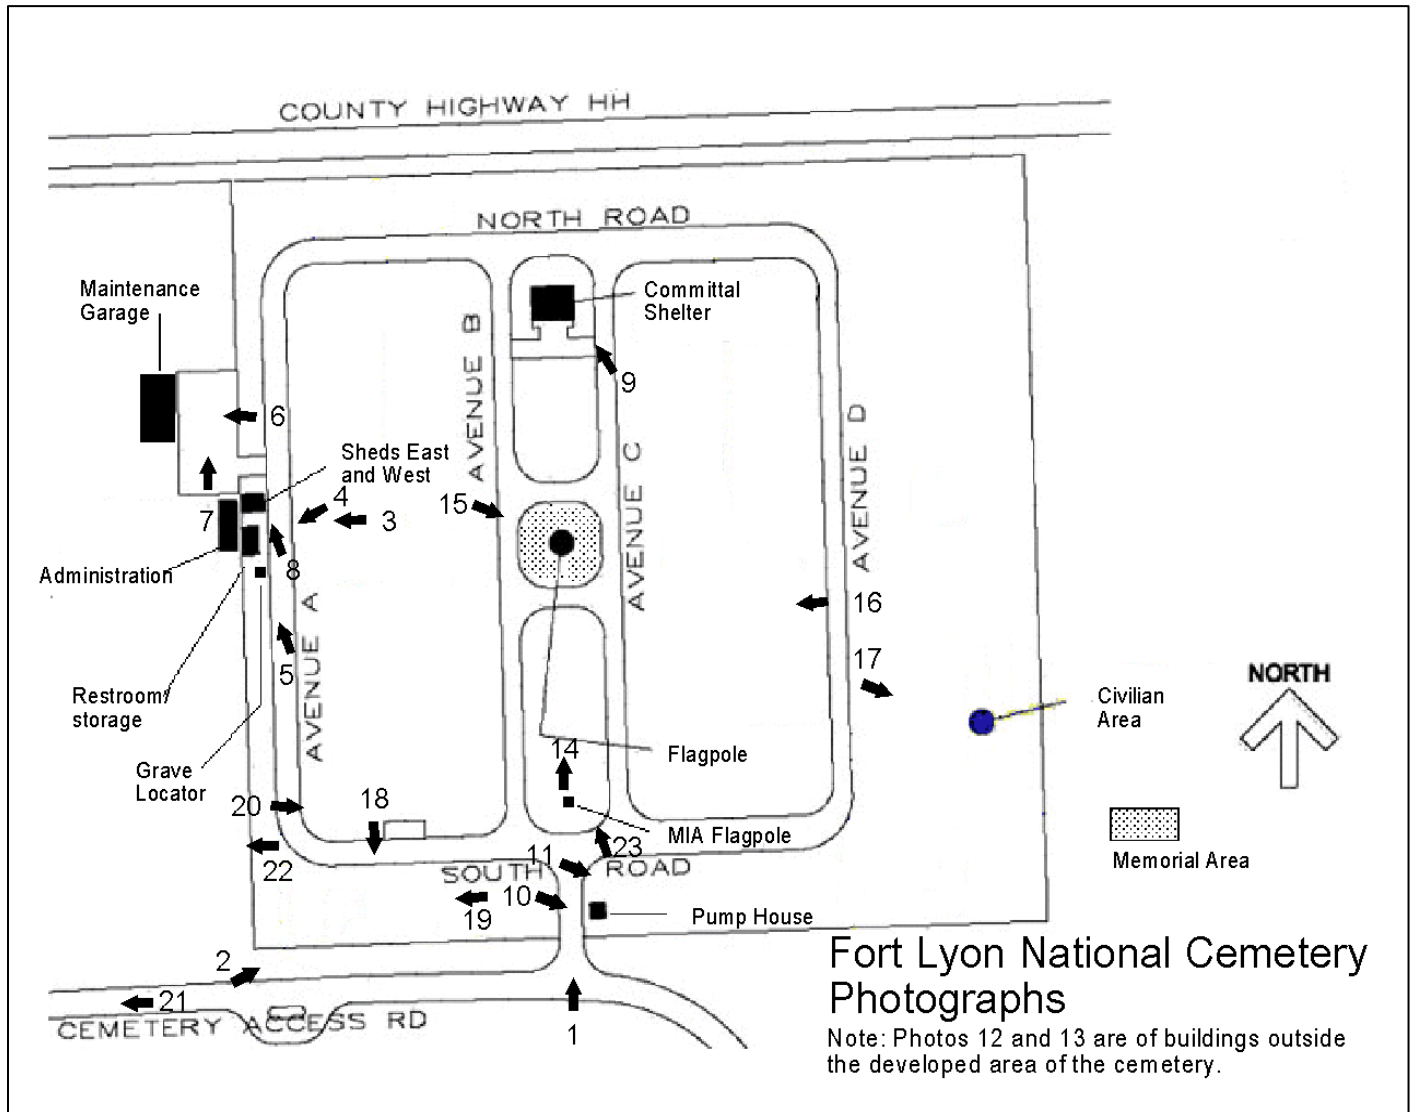 COUNTY HIGHWAY HH
NORTH ROAD
Maintenance
Garage
Committal
Shelter
AVENUE B
9
6
AVENUE C
AVENUE D
Sheds East
and West
4
3
15
7
8
Administration
AVENUE A
16
5
17
Restroom/
storage
NORTH
Civilian
Area
14
Flagpole
Grave
Locator
20
18
MIA Flagpole
23
11
22
SOUTH ROAD
Memorial Area
19
10
Pump House
Fort Lyon National Cemetery
Photographs
Note: Photos 12 and 13 are of buildings outside
the developed area of the cemetery.
2
21
CEMETERY ACCESS RD
1